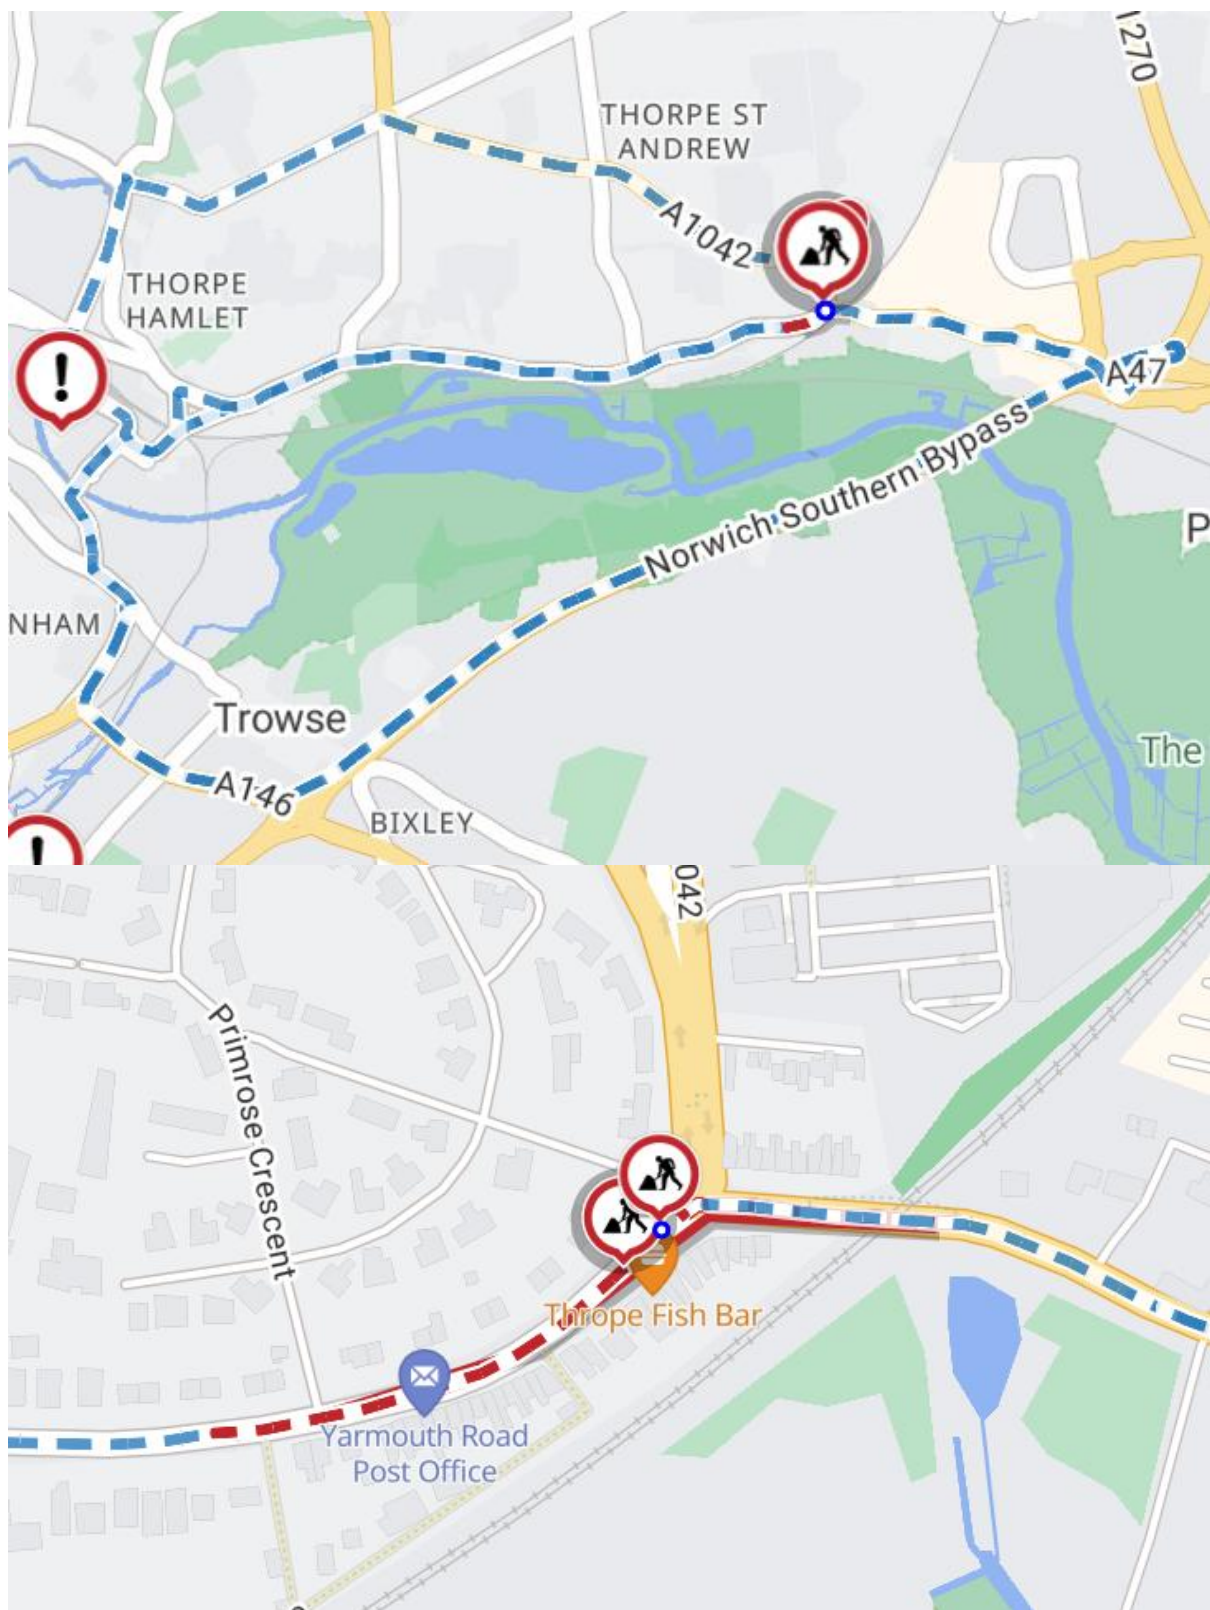 1270
THORPE ST
ANDREW
A1042
THORPE
HAMLET
A47
Norwich Southern Bypass
P
NHAM
Trowse
The
A146
BIXLEY
!
!
042
Primrose Crescent
Thrope Fish Bar
Yarmouth Road
Post Office